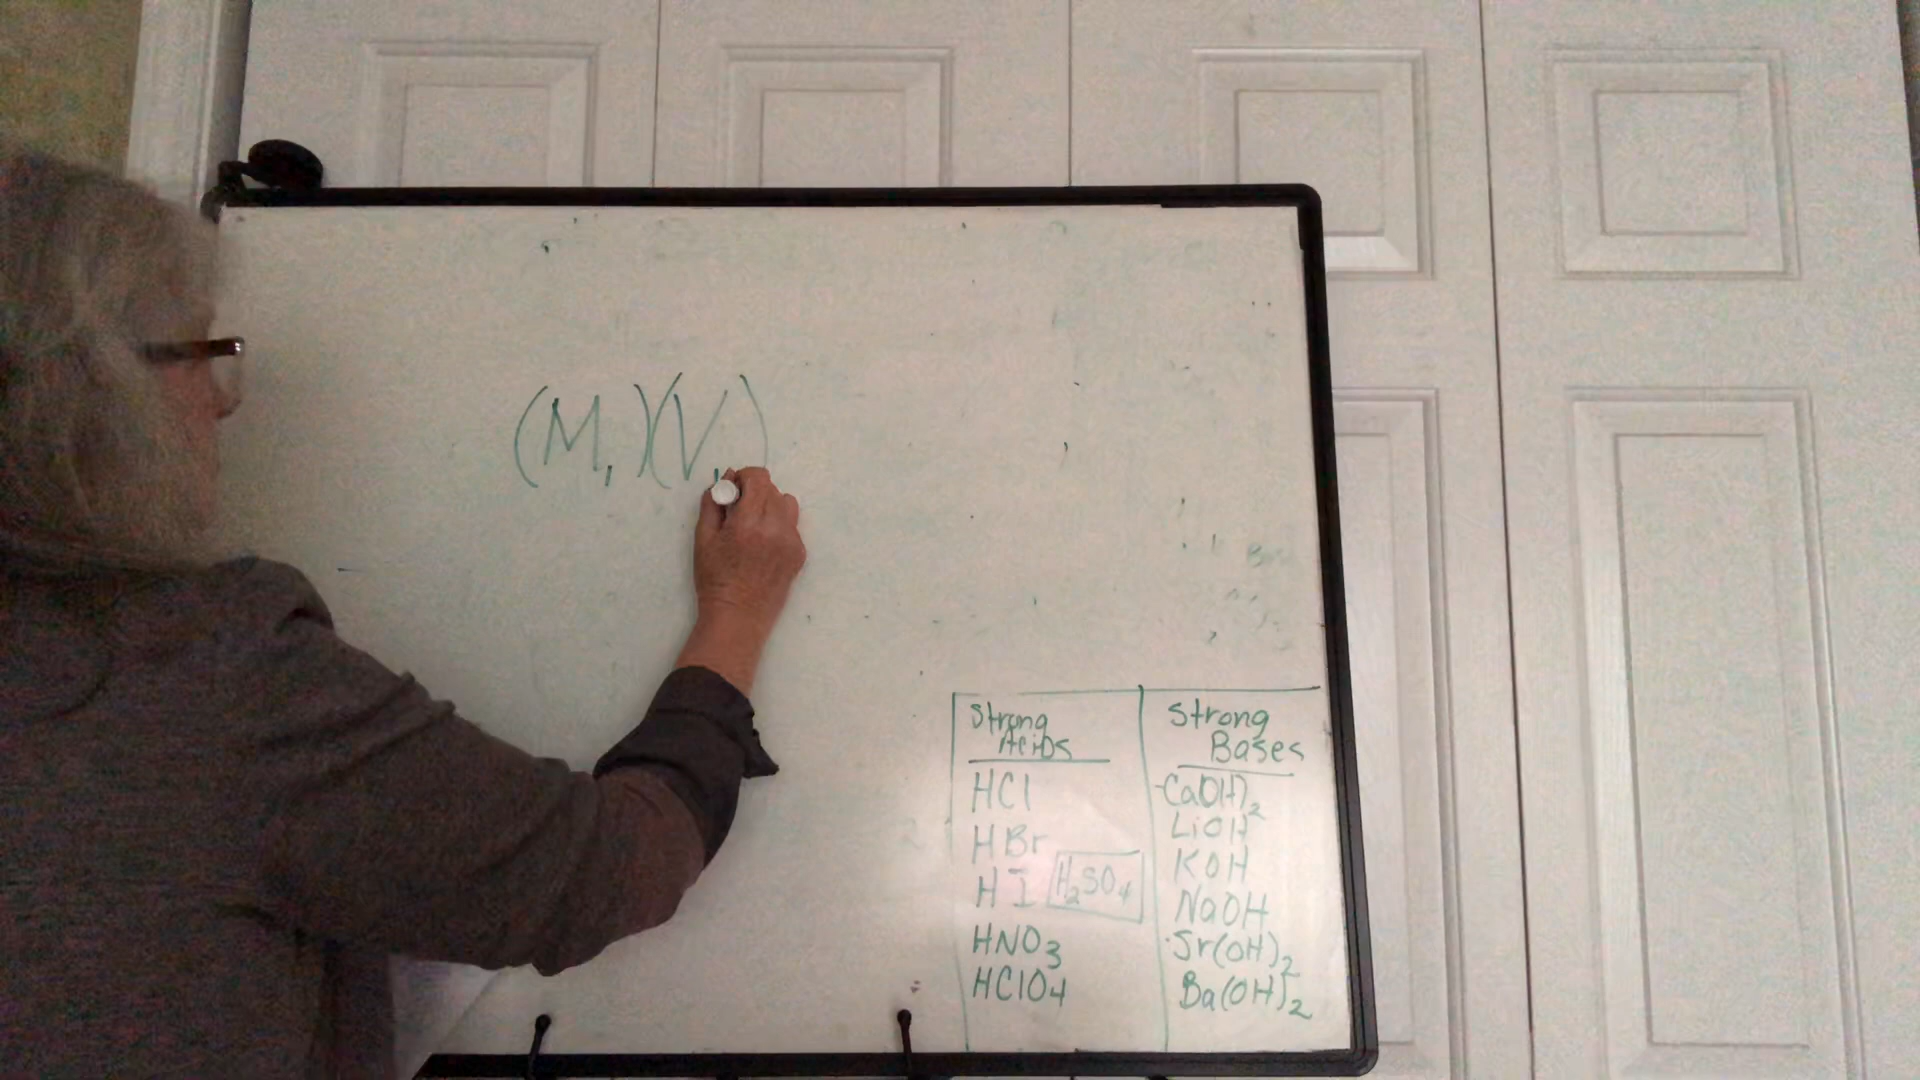 (M₁)(V₁)
Strong Acids
HCl
HBr
HI
H₂SO₄
HNO₃
HClO₄
Strong Bases
Ca(OH)₂
LiOH
KOH
NaOH
Sr(OH)₂
Ba(OH)₂